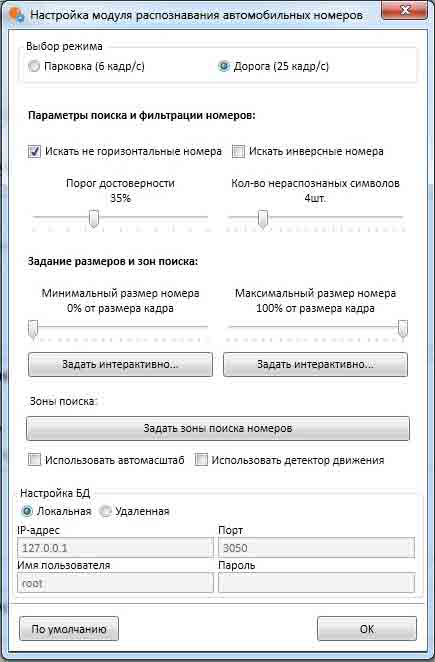 Настройка модуля распознавания автомобильных номеров
Выбор режима
Парковка (6 кадр/с) Дорога (25 кадр/с)
Параметры поиска и фильтрации номеров:
Искать не горизонтальные номера Искать инверсные номера
Порог достоверности Кол-во нераспознаных символов
35% 4шт.
Задание размеров и зон поиска:
Минимальный размер номера Максимальный размер номера
0% от размера кадра 100% от размера кадра
Задать интерактивно... Задать интерактивно...
Зоны поиска:
Задать зоны поиска номеров
Использовать автомасштаб Использовать детектор движения
Настройка БД
Локальная Удаленная
IP-адрес Порт
127.0.0.1 3050
Имя пользователя Пароль
root
По умолчанию OK